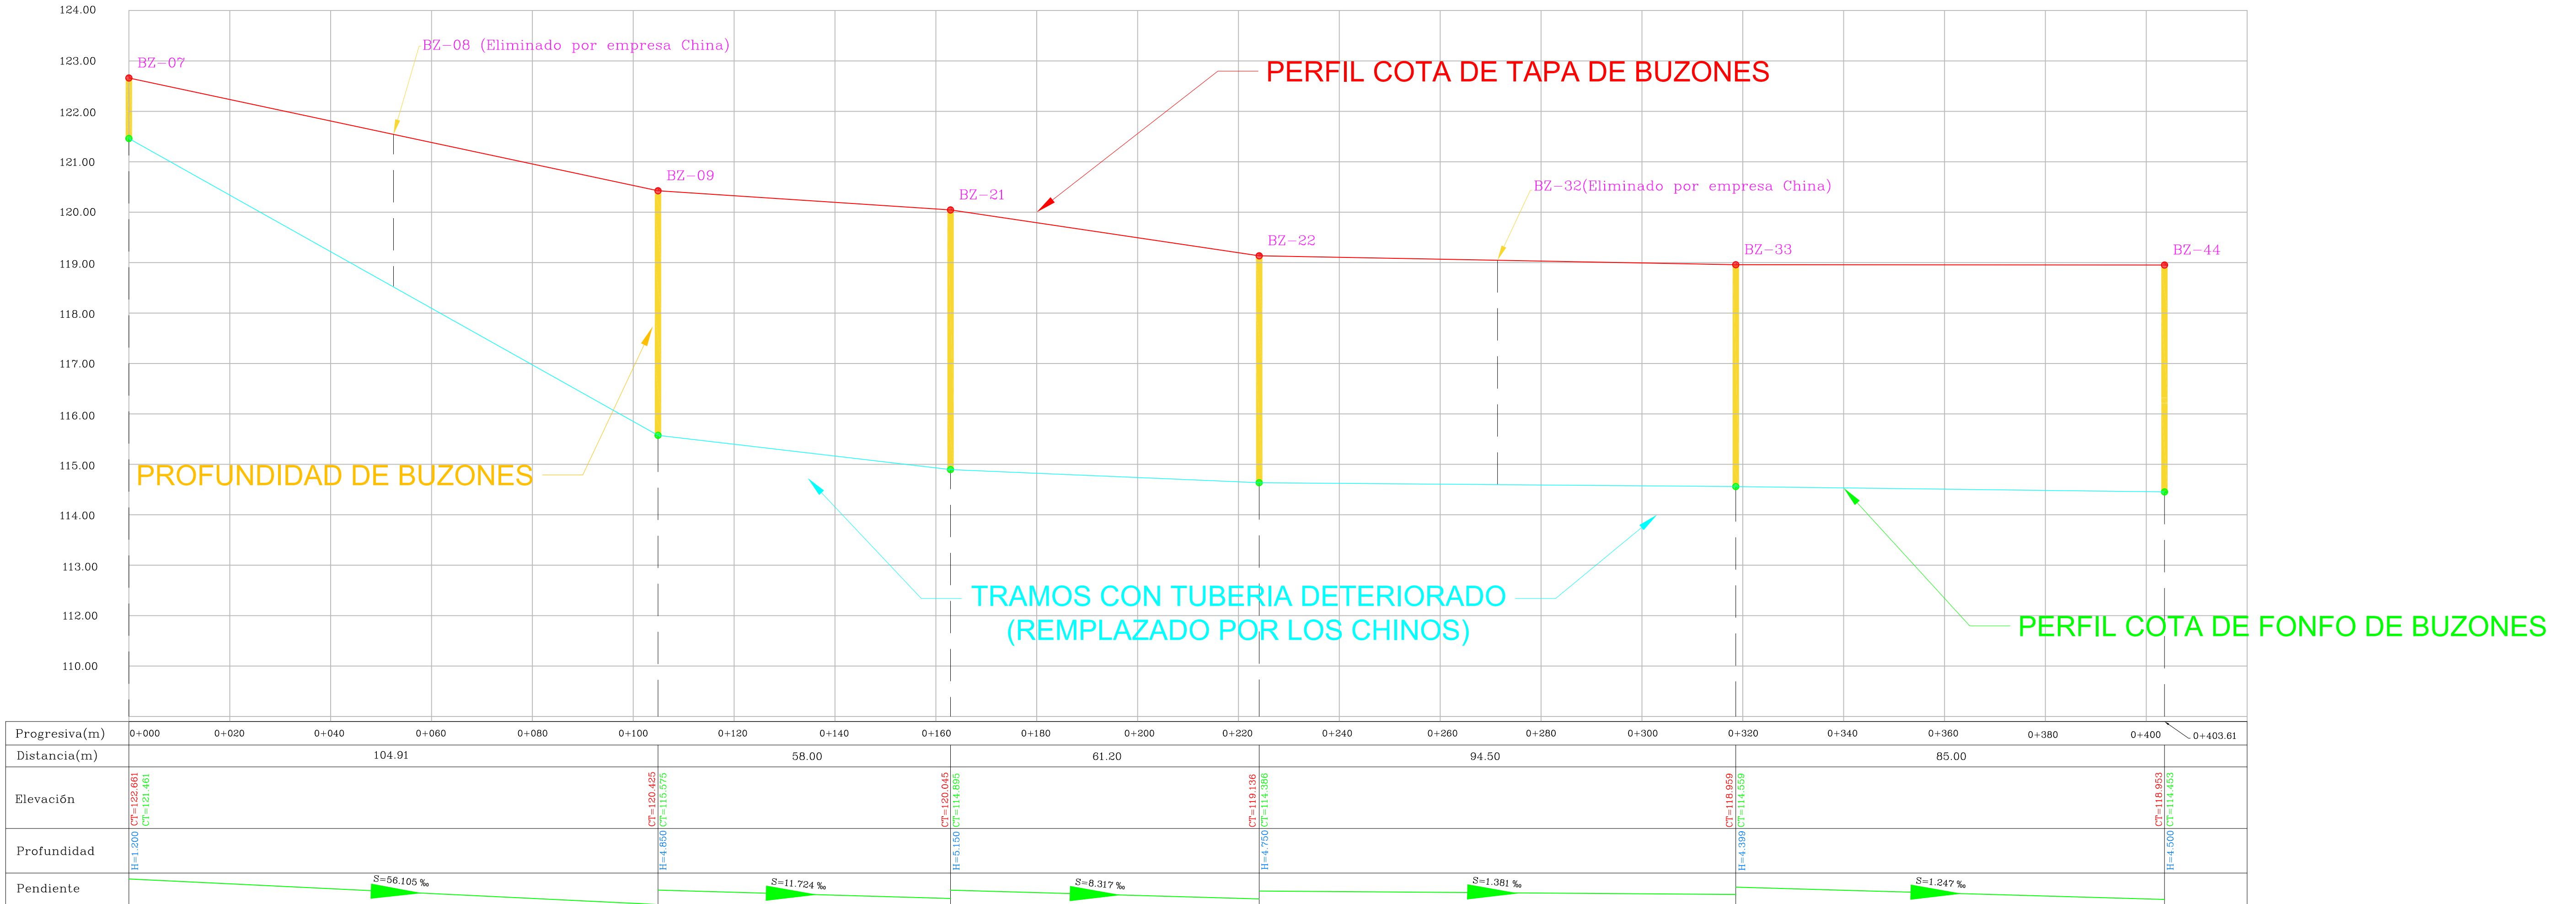 124.00
123.00
122.00
121.00
120.00
119.00
118.00
117.00
116.00
115.00
114.00
113.00
112.00
110.00
BZ-07
BZ-08 (Eliminado por empresa China)
PERFIL COTA DE TAPA DE BUZONES
BZ-09
BZ-21
BZ-32(Eliminado por empresa China)
BZ-22
BZ-33
BZ-44
PROFUNDIDAD DE BUZONES
TRAMOS CON TUBERIA DETERIORADO
(REMPLAZADO POR LOS CHINOS)
PERFIL COTA DE FONFO DE BUZONES
Progresiva(m) 0+000 0+020 0+040 0+060 0+080 0+100 0+120 0+140 0+160 0+180 0+200 0+220 0+240 0+260 0+280 0+300 0+320 0+340 0+360 0+380 0+400 0+403.61
Distancia(m) 104.91 58.00 61.20 94.50 85.00
Elevación
CT=122.661
CT=121.461
CT=120.425
CT=115.575
CT=120.045
CT=114.895
CT=119.136
CT=114.386
CT=118.959
CT=114.559
CT=118.953
CT=114.453
Profundidad
H=1.200
H=4.850
H=5.150
H=4.750
H=4.399
H=4.500
Pendiente
S=56.105 ‰
S=11.724 ‰
S=8.317 ‰
S=1.381 ‰
S=1.247 ‰